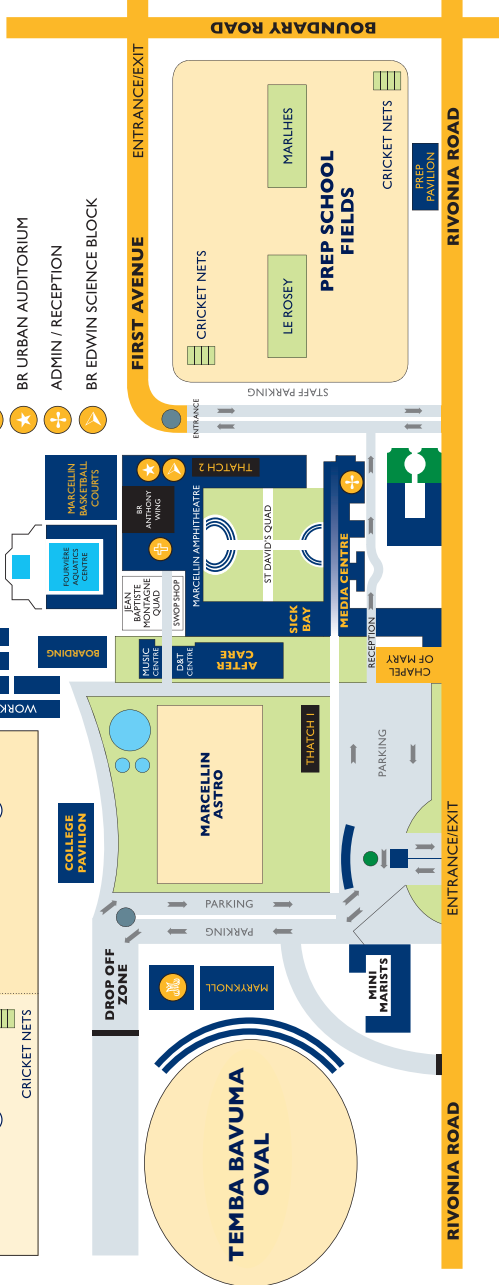 BOUNDARY ROAD
ENTRANCE/EXIT
FIRST AVENUE
RIVONIA ROAD
PREP
PAVILION
CRICKET NETS
MARLHES
PREP SCHOOL
FIELDS
LE ROSEY
CRICKET NETS
STAFF PARKING
ENTRANCE
BR URBAN AUDITORIUM
ADMIN / RECEPTION
BR EDWIN SCIENCE BLOCK
MARCELLIN
BASKETBALL
COURTS
FOURVIÈRE
AQUATICS
CENTRE
BR
ANTHONY
WING
THATCH 2
MARCELLIN AMPHITHEATRE
ST DAVID'S QUAD
MEDIA CENTRE
SICK
BAY
JEAN
BAPTISTE
MONTAGNE
QUAD
SWOP SHOP
BOARDING
MUSIC
CENTRE
D&T
CENTRE
AFTER
CARE
RECEPTION
CHAPEL
OF MARY
WORK
COLLEGE
PAVILION
MARCELLIN
ASTRO
THATCH 1
PARKING
PARKING
PARKING
ENTRANCE/EXIT
DROP OFF
ZONE
MARYKNOLL
MINI
MARISTS
CRICKET NETS
TEMBA BAVUMA
OVAL
RIVONIA ROAD